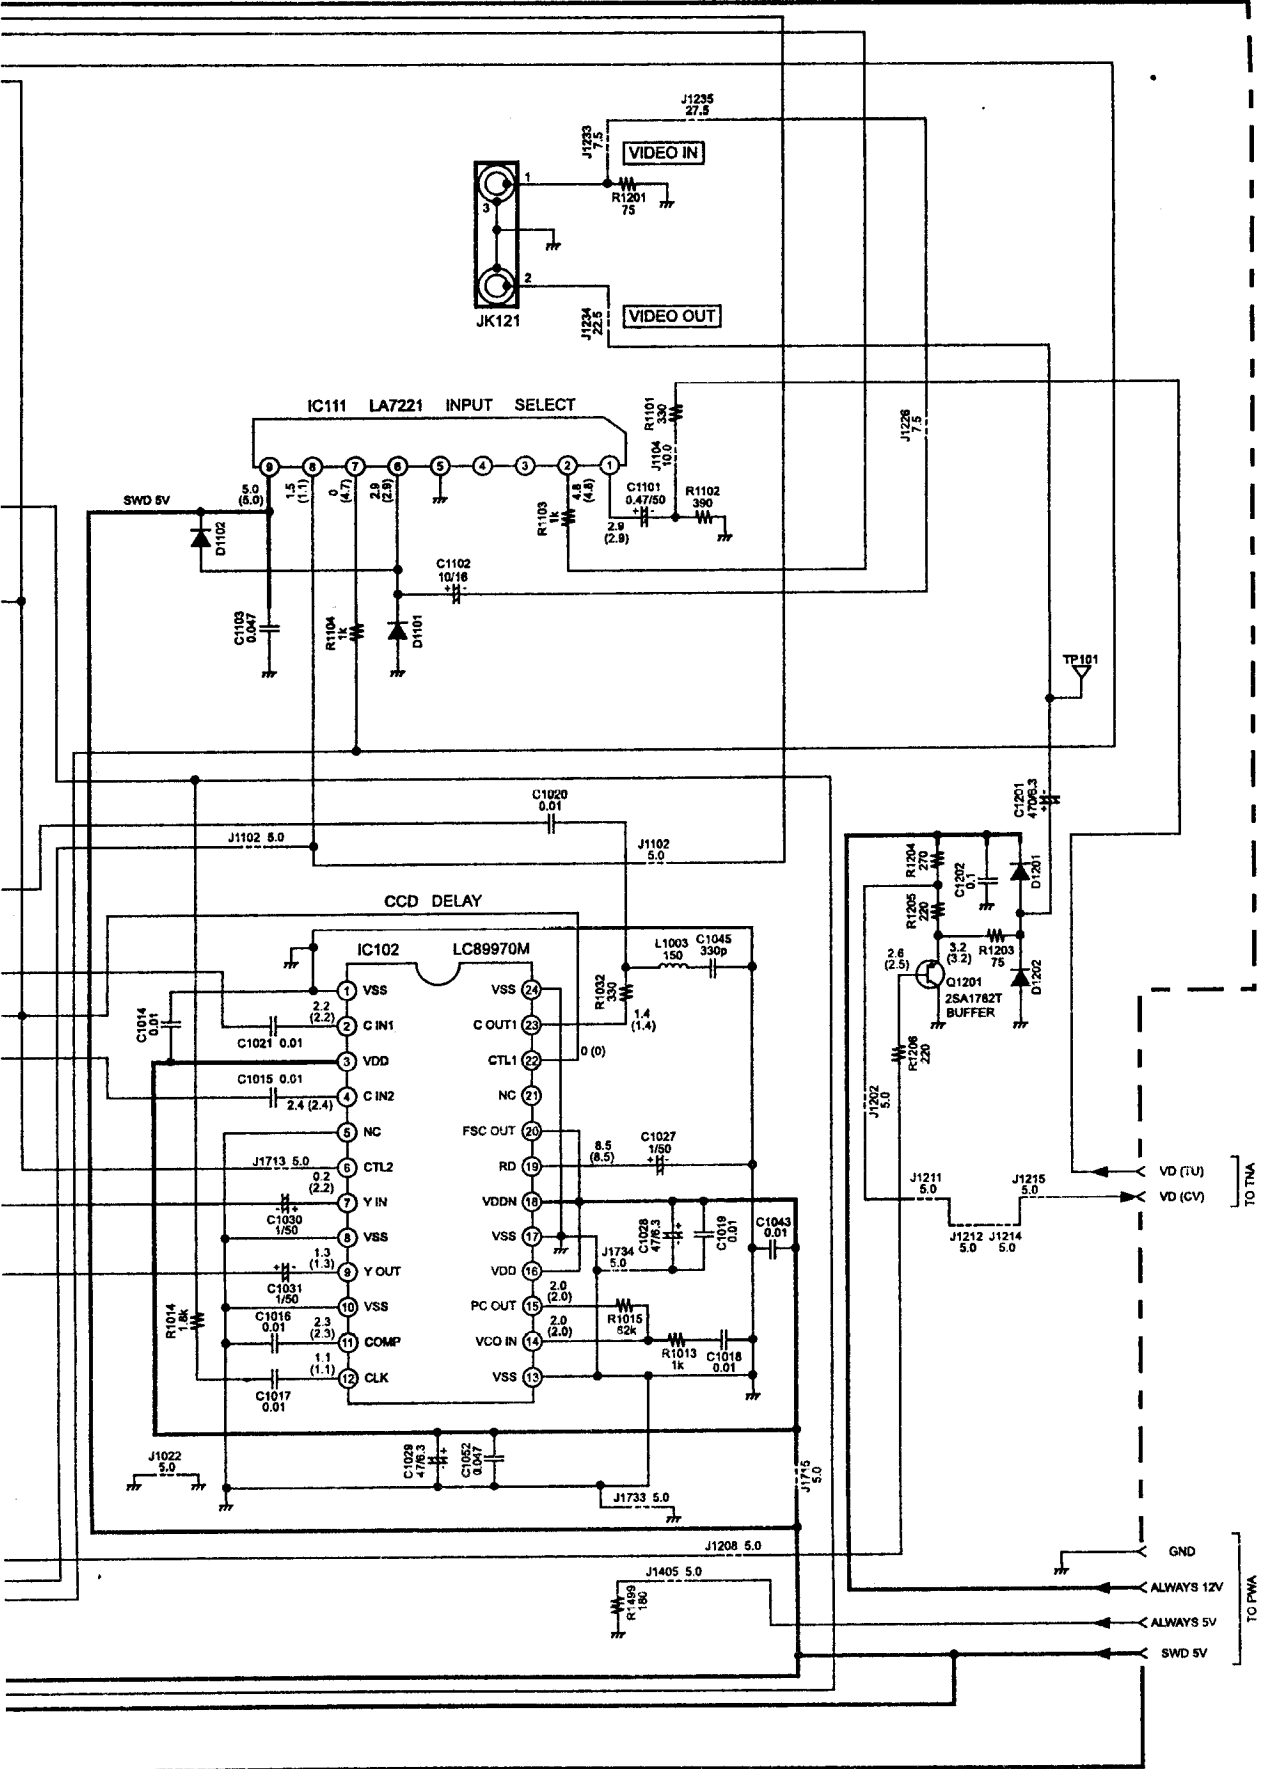 J1235
27.5
J1233
7.5
VIDEO IN
1
R1201
75
3
2
JK121
J1234
22.5
VIDEO OUT
IC111 LA7221 INPUT SELECT
R1101
330
J1104
10.0
J1226
7.5
9 8 7 6 5 4 3 2 1
SWD 5V
5.0
(5.0)
1.5
(1.1)
0
(4.7)
2.9
(2.9)
4.8
(4.8)
R1103
1k
C1101
0.47/50
+ -
2.9
(2.9)
R1102
390
D1102
C1102
10/16
+ -
C1103
0.047
R1104
1k
D1101
TP101
C1020
0.01
C1201
470/6.3
J1102 5.0
J1102
5.0
R1204
270
C1202
0.1
D1201
CCD DELAY
R1205
220
IC102 LC89970M
L1003
150
C1045
330p
2.6
(2.5)
3.2
(3.2)
R1203
75
Q1201
2SA1782T
BUFFER
D1202
R1032
330
1 VSS
VSS 24
C1014
0.01
2.2
(2.2)
2 C IN1
C OUT1 23
1.4
(1.4)
C1021 0.01
3 VDD
CTL1 22
0 (0)
R1206
220
C1015 0.01
2.4 (2.4)
4 C IN2
NC 21
J1202
5.0
5 NC
FSC OUT 20
8.5
(8.5)
C1027
1/50
+ -
J1713 5.0
6 CTL2
RD 19
VD (TU)
0.2
(2.2)
7 Y IN
VDDN 18
J1211
5.0
J1215
5.0
VD (CV)
TO TNA
- +
C1030
1/50
8 VSS
VSS 17
C1028
47/6.3
C1019
0.01
C1043
0.01
J1212
5.0
J1214
5.0
1.3
(1.3)
9 Y OUT
VDD 16
J1734
5.0
+ -
C1031
1/50
10 VSS
PC OUT 15
2.0
(2.0)
R1015
62k
R1014
1.8k
C1016
0.01
2.3
(2.3)
11 COMP
VCO IN 14
2.0
(2.0)
R1013
1k
C1018
0.01
1.1
(1.1)
12 CLK
VSS 13
C1017
0.01
J1022
5.0
C1029
47/6.3
C1052
0.047
J1715
5.0
J1733 5.0
J1208 5.0
GND
J1405 5.0
R1499
180
ALWAYS 12V
ALWAYS 5V
SWD 5V
TO PWA